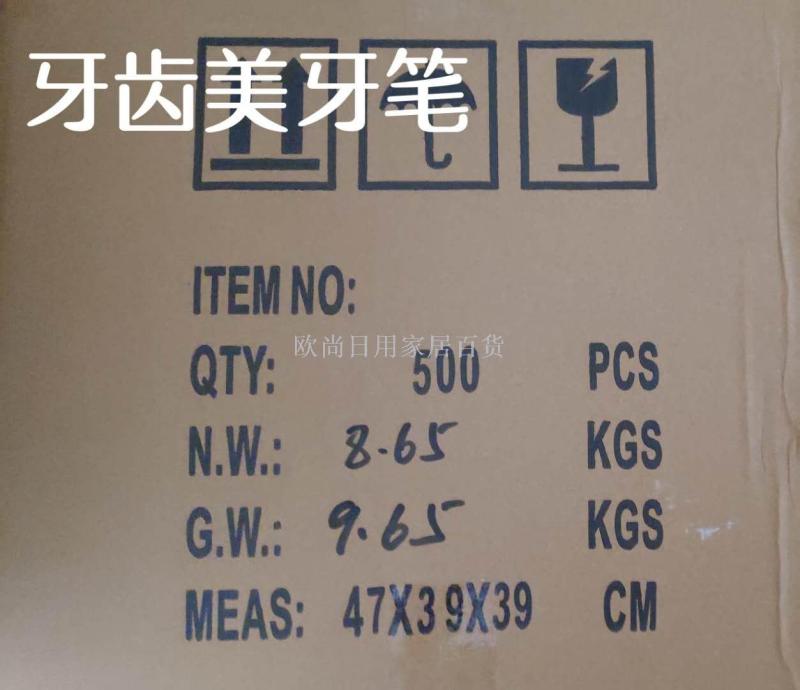 牙齿美牙笔
ITEM NO:
欧尚日用家居百货
QTY: 500 PCS
N.W.: 8.65 KGS
G.W.: 9.65 KGS
MEAS: 47X39X39 CM